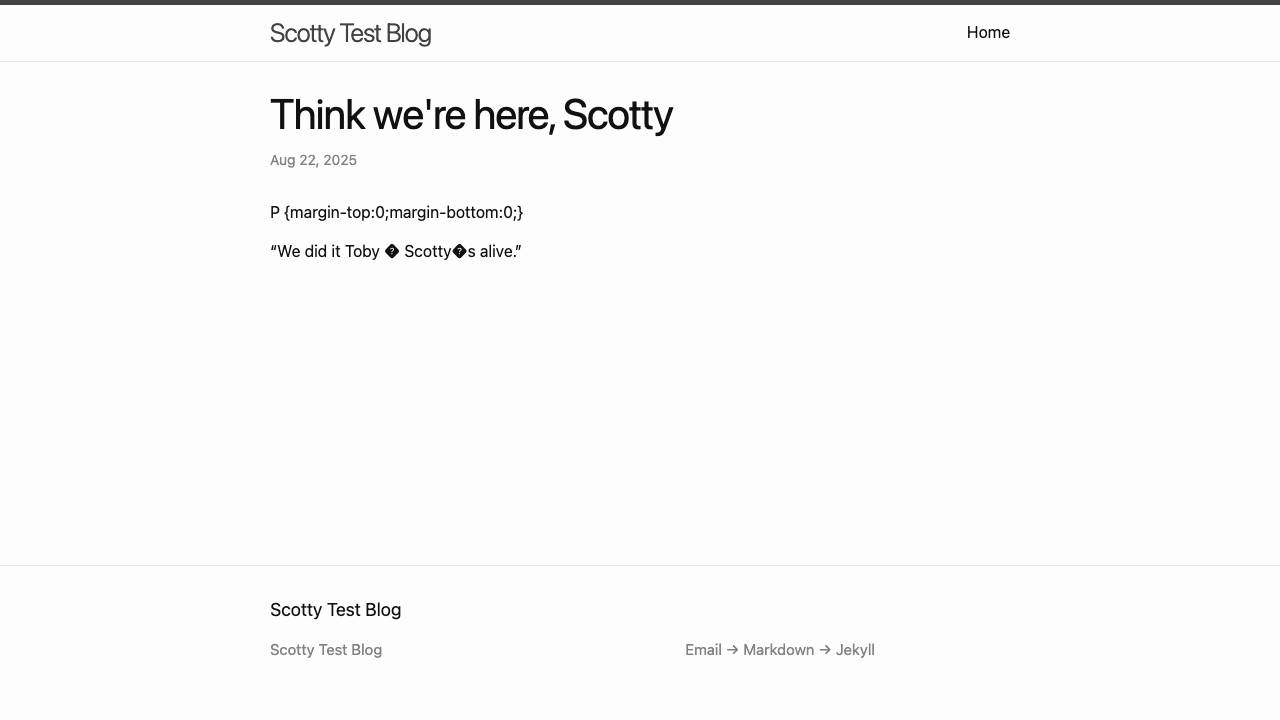 Scotty Test Blog
Home
Think we're here, Scotty
Aug 22, 2025
P {margin-top:0;margin-bottom:0;}
“We did it Toby � Scotty�s alive.”
Scotty Test Blog
Scotty Test Blog
Email → Markdown → Jekyll